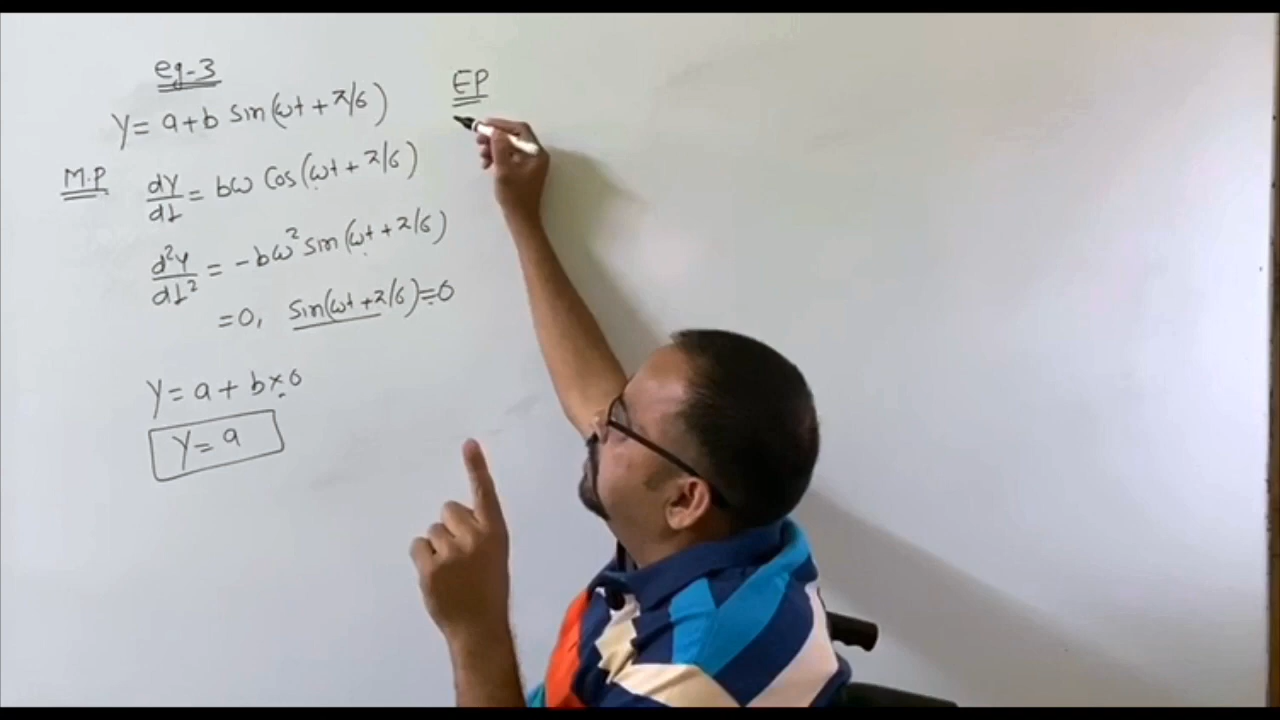 eg-3
y = a+b sin(ωt + π/6)
M.P
dy/dt = bω cos(ωt + π/6)
d²y/dt² = -bω² sin(ωt + π/6)
= 0, sin(ωt + π/6) = 0
y = a + b×0
y = a
EP